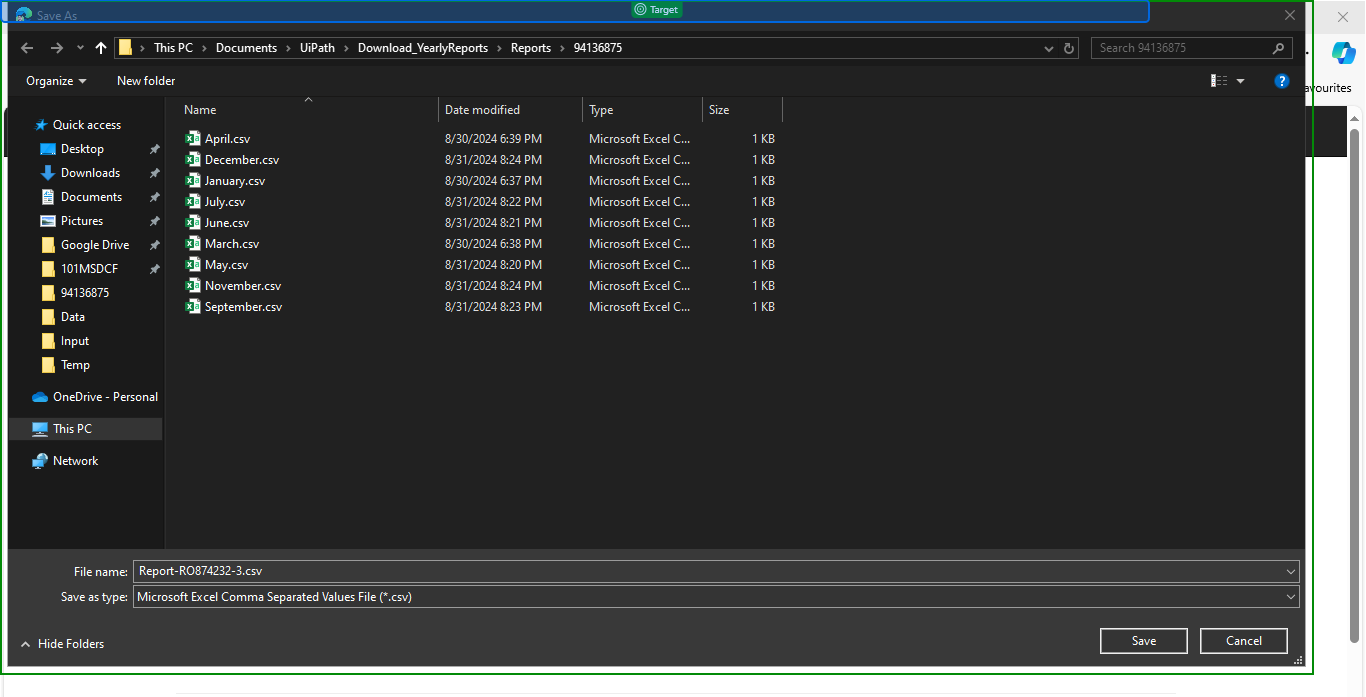 Save As
Target
This PC > Documents > UiPath > Download_YearlyReports > Reports > 94136875
Search 94136875
Organize
New folder
avourites
Name
Date modified
Type
Size
Quick access
Desktop
Downloads
Documents
Pictures
Google Drive
101MSDCF
94136875
Data
Input
Temp
OneDrive - Personal
This PC
Network
April.csv 8/30/2024 6:39 PM Microsoft Excel C... 1 KB
December.csv 8/31/2024 8:24 PM Microsoft Excel C... 1 KB
January.csv 8/30/2024 6:37 PM Microsoft Excel C... 1 KB
July.csv 8/31/2024 8:22 PM Microsoft Excel C... 1 KB
June.csv 8/31/2024 8:21 PM Microsoft Excel C... 1 KB
March.csv 8/30/2024 6:38 PM Microsoft Excel C... 1 KB
May.csv 8/31/2024 8:20 PM Microsoft Excel C... 1 KB
November.csv 8/31/2024 8:24 PM Microsoft Excel C... 1 KB
September.csv 8/31/2024 8:23 PM Microsoft Excel C... 1 KB
File name: Report-RO874232-3.csv
Save as type: Microsoft Excel Comma Separated Values File (*.csv)
Hide Folders
Save
Cancel